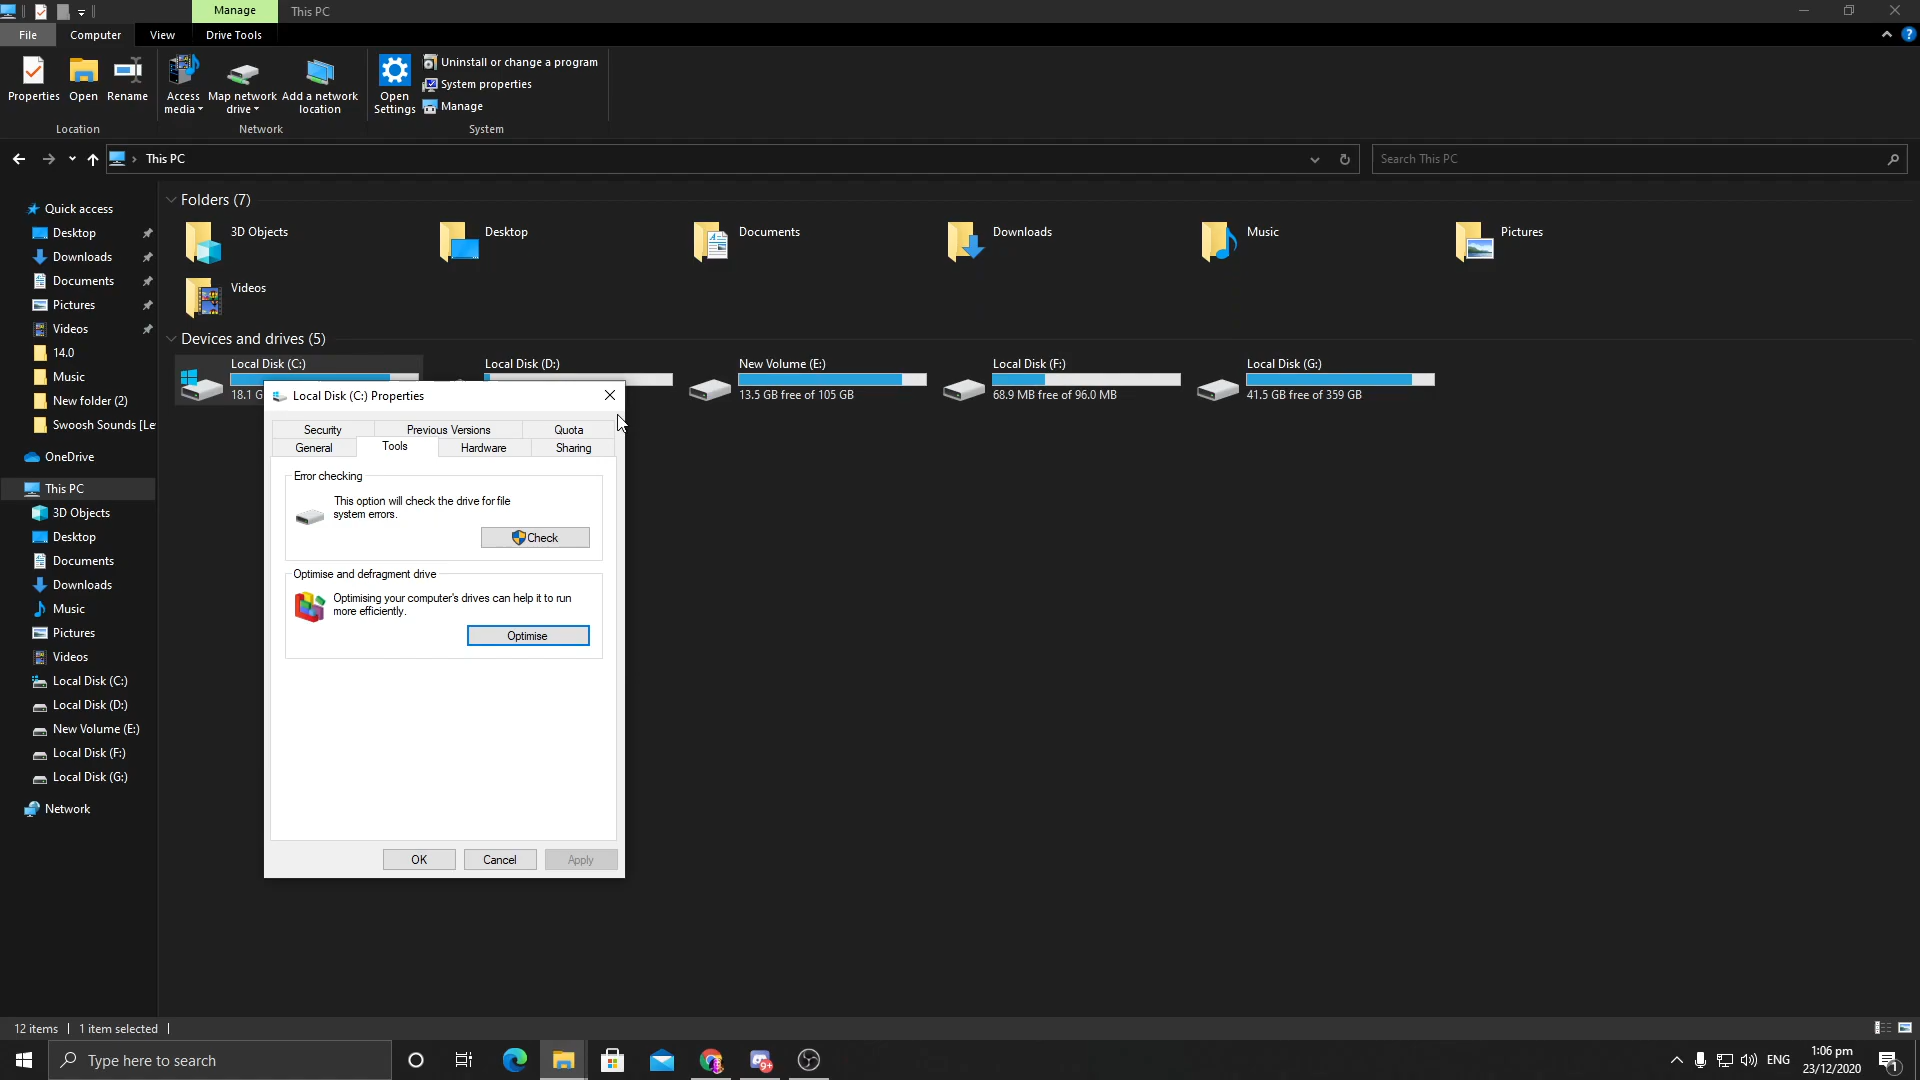 Manage
This PC
File
Computer
View
Drive Tools
Properties
Open
Rename
Access
media
Map network
drive
Add a network
location
Open
Settings
Uninstall or change a program
System properties
Manage
Location
Network
System
This PC
Search This PC
Quick access
Desktop
Downloads
Documents
Pictures
Videos
14.0
Music
New folder (2)
Swoosh Sounds [Le
OneDrive
This PC
3D Objects
Desktop
Documents
Downloads
Music
Pictures
Videos
Local Disk (C:)
Local Disk (D:)
New Volume (E:)
Local Disk (F:)
Local Disk (G:)
Network
Folders (7)
3D Objects
Desktop
Documents
Downloads
Music
Pictures
Videos
Devices and drives (5)
Local Disk (C:)
18.1 G
Local Disk (D:)
New Volume (E:)
13.5 GB free of 105 GB
Local Disk (F:)
68.9 MB free of 96.0 MB
Local Disk (G:)
41.5 GB free of 359 GB
Local Disk (C:) Properties
Security
Previous Versions
Quota
General
Tools
Hardware
Sharing
Error checking
This option will check the drive for file
system errors.
Check
Optimise and defragment drive
Optimising your computer's drives can help it to run
more efficiently.
Optimise
OK
Cancel
Apply
12 items
1 item selected
Type here to search
9+
ENG
1:06 pm
23/12/2020
1